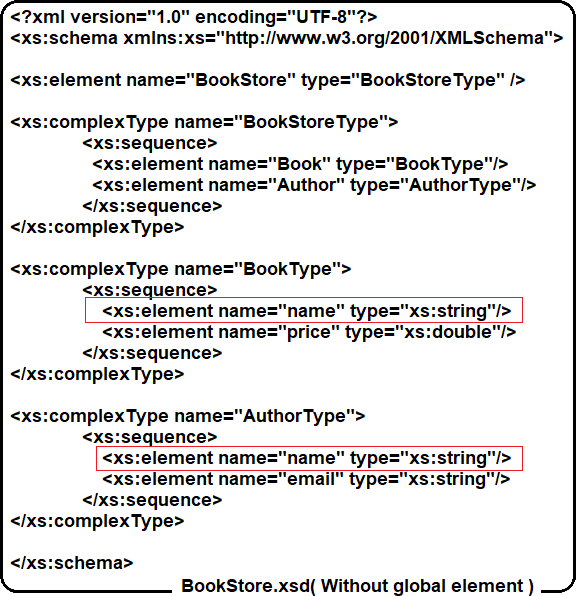 <?xml version="1.0" encoding="UTF-8"?>
<xs:schema xmlns:xs="http://www.w3.org/2001/XMLSchema">
<xs:element name="BookStore" type="BookStoreType" />
<xs:complexType name="BookStoreType">
<xs:sequence>
<xs:element name="Book" type="BookType"/>
<xs:element name="Author" type="AuthorType"/>
</xs:sequence>
</xs:complexType>
<xs:complexType name="BookType">
<xs:sequence>
<xs:element name="name" type="xs:string"/>
<xs:element name="price" type="xs:double"/>
</xs:sequence>
</xs:complexType>
<xs:complexType name="AuthorType">
<xs:sequence>
<xs:element name="name" type="xs:string"/>
<xs:element name="email" type="xs:string"/>
</xs:sequence>
</xs:complexType>
</xs:schema>
BookStore.xsd( Without global element )